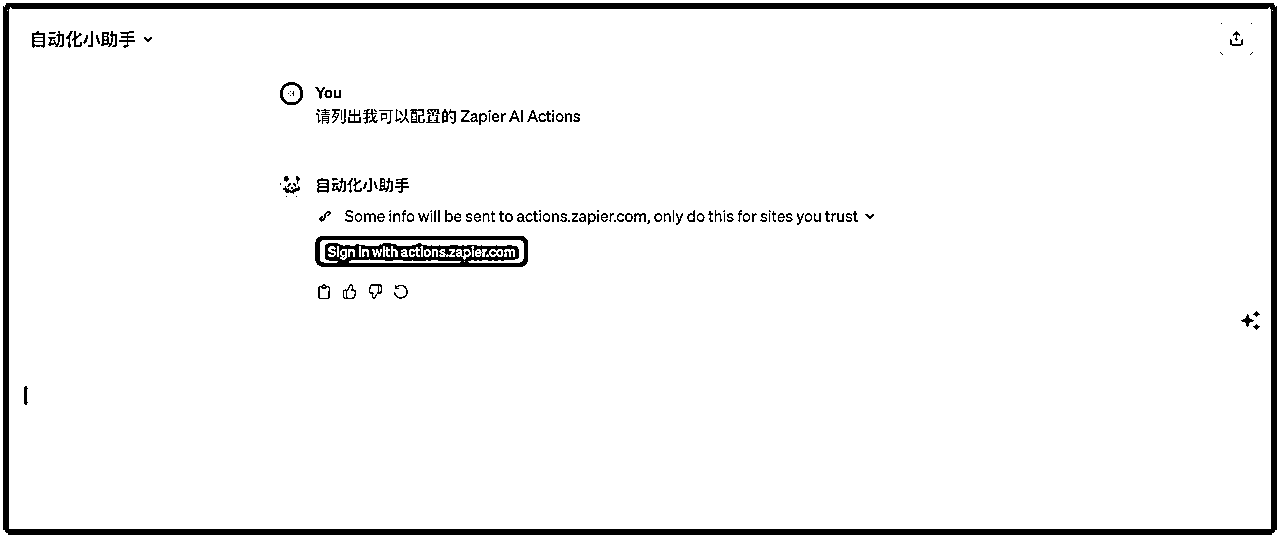 自动化小助手
You
请列出我可以配置的 Zapier AI Actions
自动化小助手
Some info will be sent to actions.zapier.com, only do this for sites you trust
Sign in with actions.zapier.com